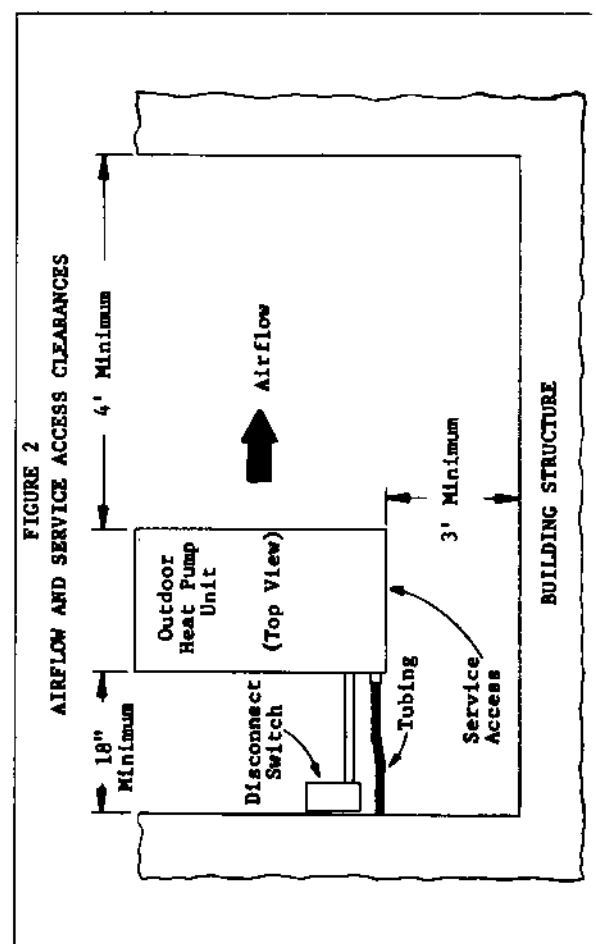 FIGURE 2
AIRFLOW AND SERVICE ACCESS CLEARANCES
18"
Minimum
4' Minimum
Outdoor
Heat Pump
Unit
(Top View)
Airflow
Disconnect
Switch
Tubing
Service
Access
3' Minimum
BUILDING STRUCTURE